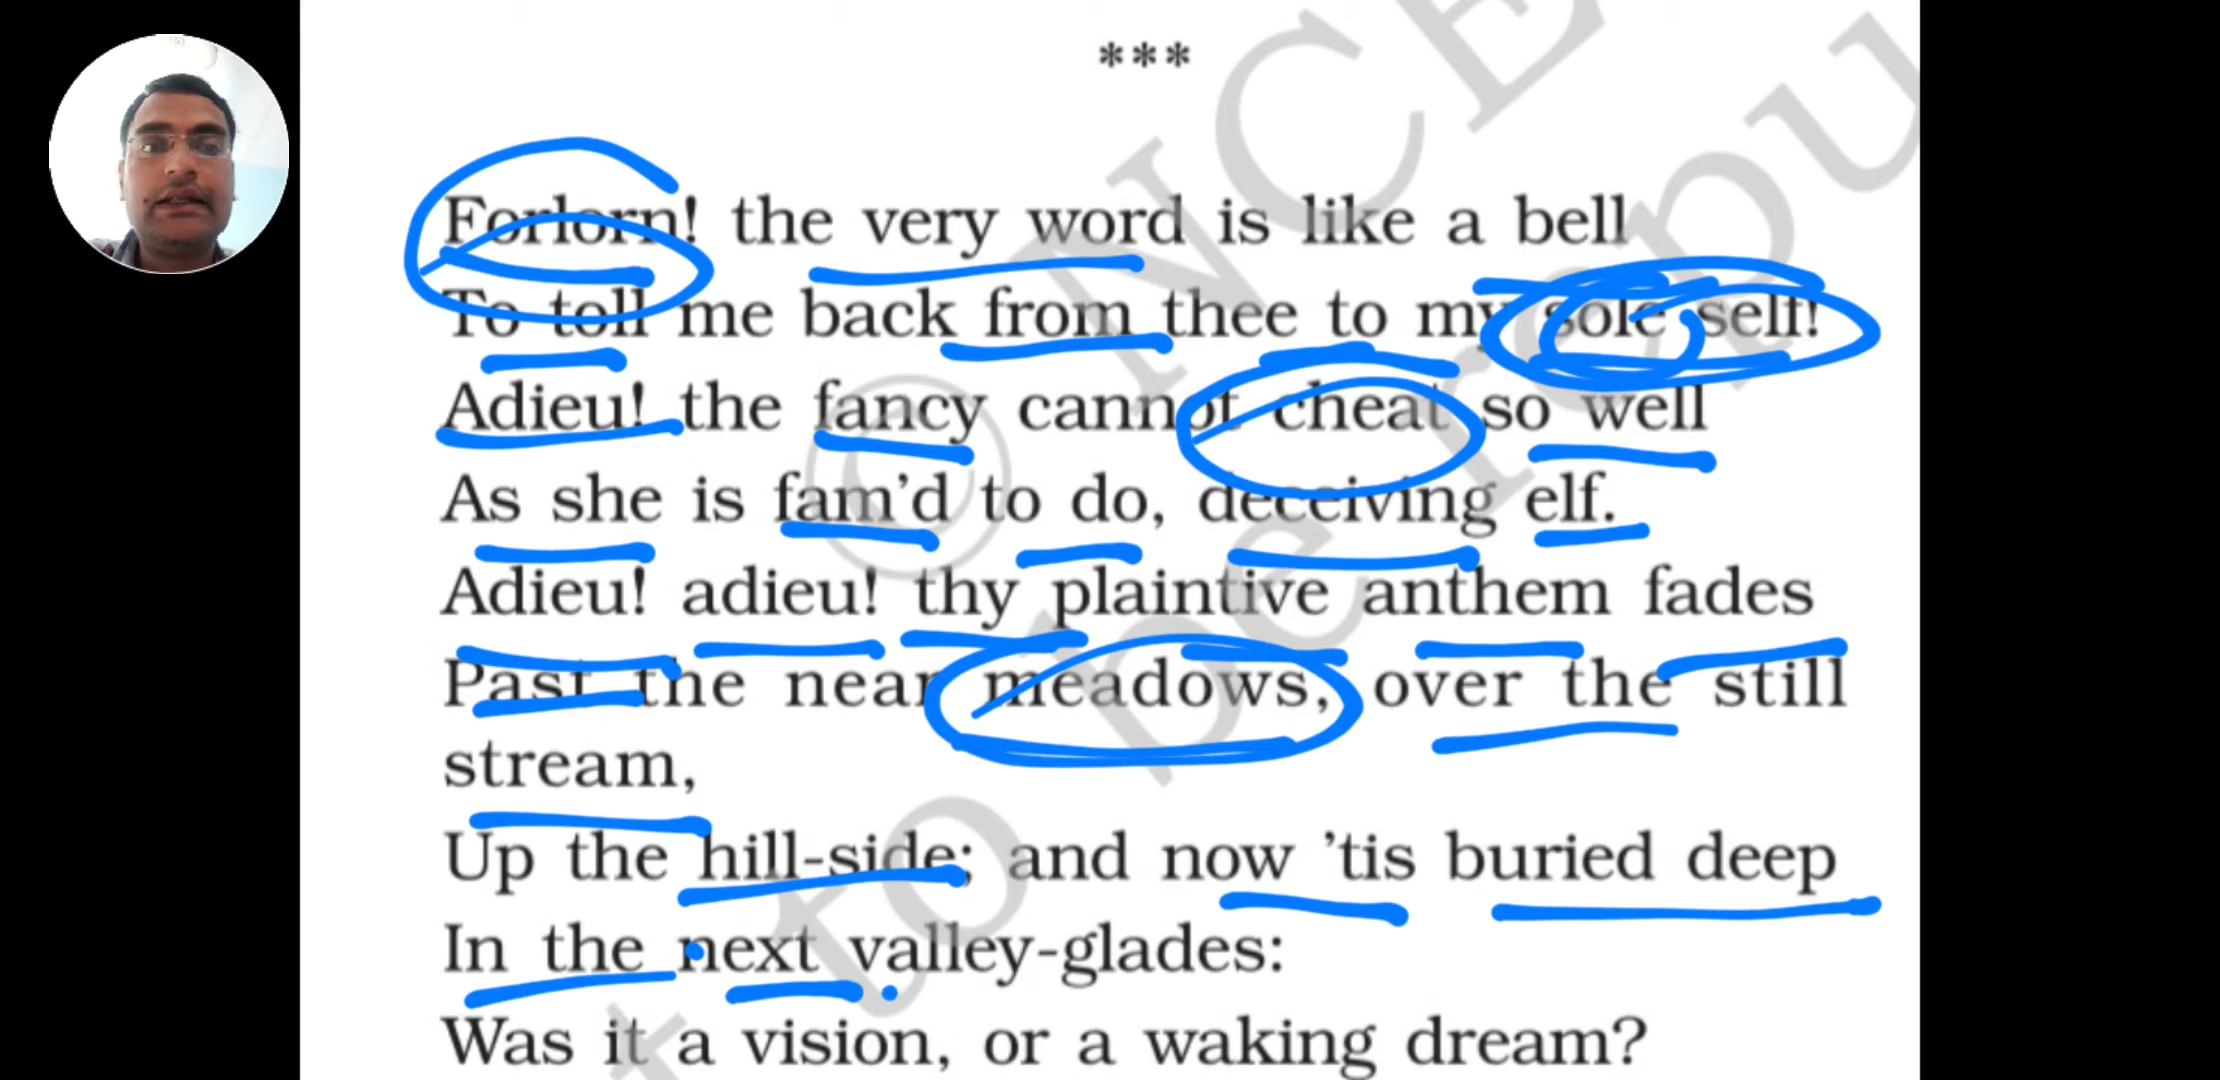 ***
Forlorn! the very word is like a bell
To toll me back from thee to my sole self!
Adieu! the fancy cannot cheat so well
As she is fam’d to do, deceiving elf.
Adieu! adieu! thy plaintive anthem fades
Past the near meadows, over the still
stream,
Up the hill-side; and now ’tis buried deep
In the next valley-glades:
Was it a vision, or a waking dream?